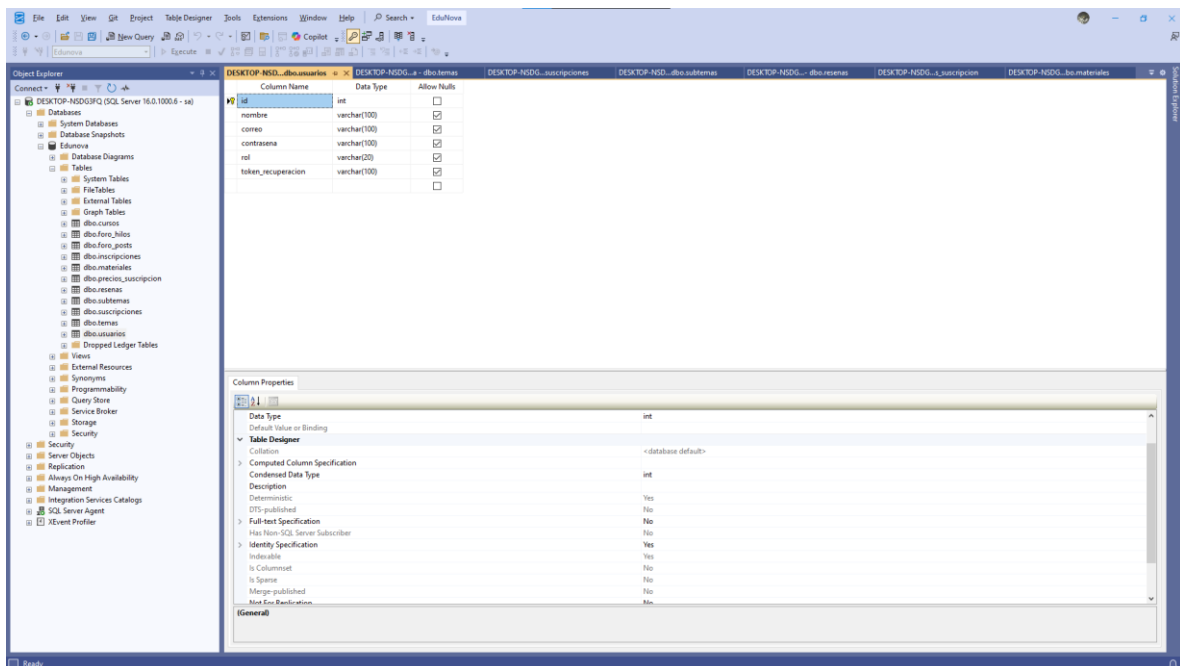 File Edit View Git Project Table Designer Tools Extensions Window Help Search EduNova
New Query Copilot
Edunova Execute
Object Explorer
Connect
DESKTOP-NSDG3FQ (SQL Server 16.0.1000.6 - sa)
Databases
System Databases
Database Snapshots
Edunova
Database Diagrams
Tables
System Tables
FileTables
External Tables
Graph Tables
dbo.cursos
dbo.foro_hilos
dbo.foro_posts
dbo.inscripciones
dbo.materiales
dbo.precios_suscripcion
dbo.resenas
dbo.subtemas
dbo.suscripciones
dbo.temas
dbo.usuarios
Dropped Ledger Tables
Views
External Resources
Synonyms
Programmability
Query Store
Service Broker
Storage
Security
Security
Server Objects
Replication
Always On High Availability
Management
Integration Services Catalogs
SQL Server Agent
XEvent Profiler
DESKTOP-NSD...dbo.usuarios DESKTOP-NSDG...a - dbo.temas DESKTOP-NSDG...suscripciones DESKTOP-NSD...dbo.subtemas DESKTOP-NSDG...- dbo.resenas DESKTOP-NSDG...s_suscripcion DESKTOP-NSDG...bo.materiales
Column Name Data Type Allow Nulls
id int
nombre varchar(100)
correo varchar(100)
contrasena varchar(100)
rol varchar(20)
token_recuperacion varchar(100)
Column Properties
Data Type int
Default Value or Binding
Table Designer
Collation <database default>
Computed Column Specification
Condensed Data Type int
Description
Deterministic Yes
DTS-published No
Full-text Specification No
Has Non-SQL Server Subscriber No
Identity Specification Yes
Indexable Yes
Is Columnset No
Is Sparse No
Merge-published No
Not For Replication No
(General)
Solution Explorer
Ready